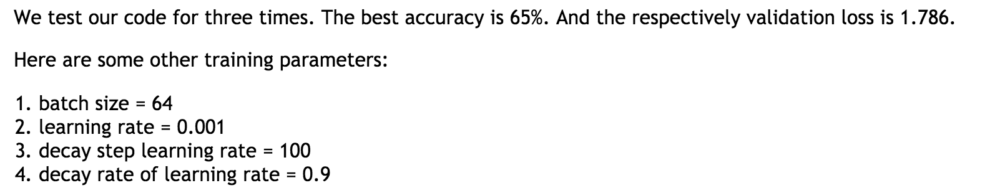 We test our code for three times. The best accuracy is 65%. And the respectively validation loss is 1.786.
Here are some other training parameters:
1. batch size = 64
2. learning rate = 0.001
3. decay step learning rate = 100
4. decay rate of learning rate = 0.9